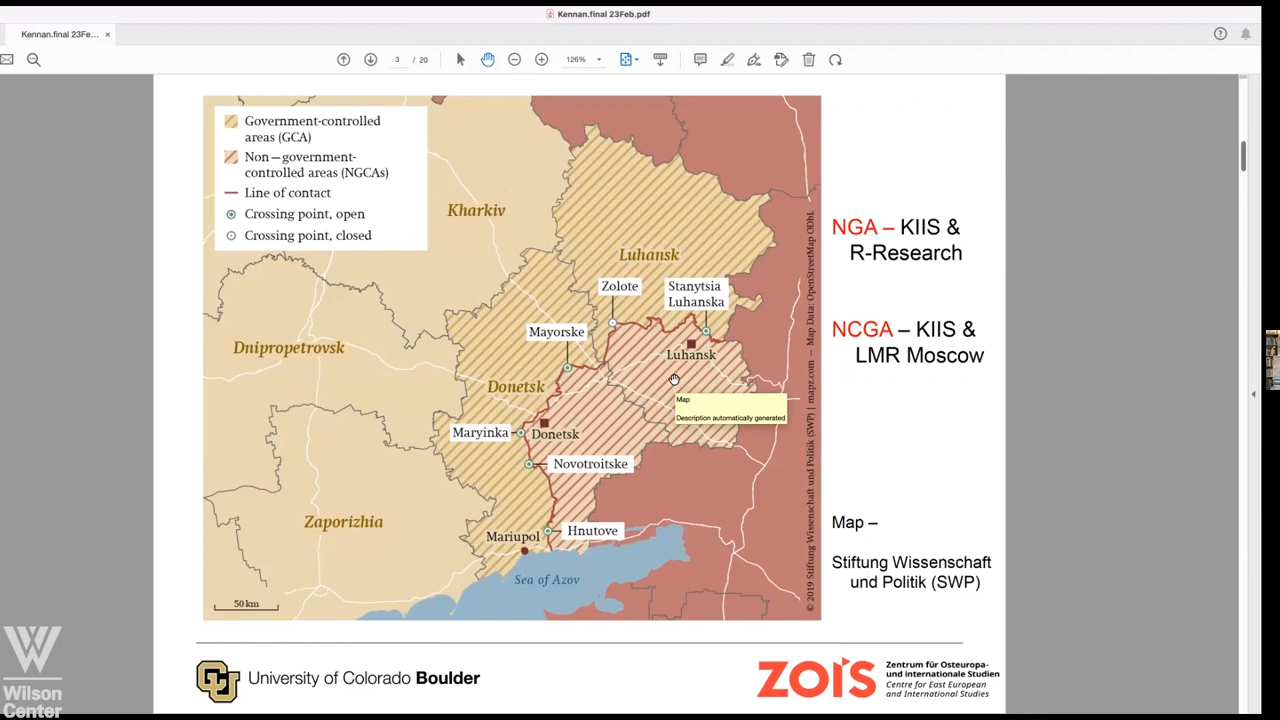 Kennan.final 23Feb.pdf
Kennan.final 23Fe... ×
?
3 / 20
126%
Government-controlled
areas (GCA)
Non — government-
controlled areas (NGCAs)
Line of contact
Crossing point, open
Crossing point, closed
Kharkiv
Luhansk
Zolote
Stanytsia
Luhanska
Mayorske
Dnipropetrovsk
Luhansk
Donetsk
Map
Description automatically generated
Maryinka
Donetsk
Novotroitske
Zaporizhia
Hnutove
Mariupol
Sea of Azov
50 km
© 2019 Stiftung Wissenschaft und Politik (SWP) | mapz.com — Map Data: OpenStreetMap ODbL
NGA – KIIS &
R-Research
NCGA – KIIS &
LMR Moscow
Map –
Stiftung Wissenschaft
und Politik (SWP)
W
Wilson
Center
CU
University of Colorado Boulder
ZOiS
Zentrum für Osteuropa-
und internationale Studien
Centre for East European
and International Studies